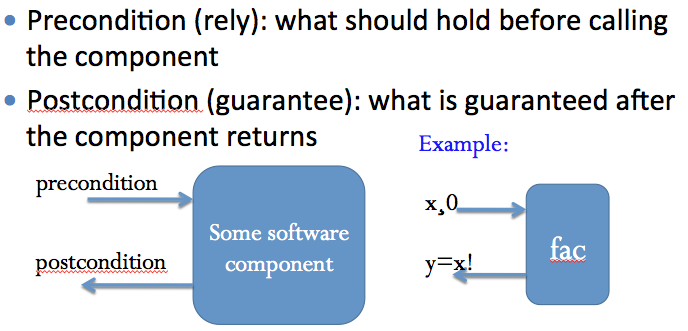 • Precondition (rely): what should hold before calling
the component
• Postcondition (guarantee): what is guaranteed after
the component returns
Example:
precondition
Some software
component
postcondition
x¸0
fac
y=x!